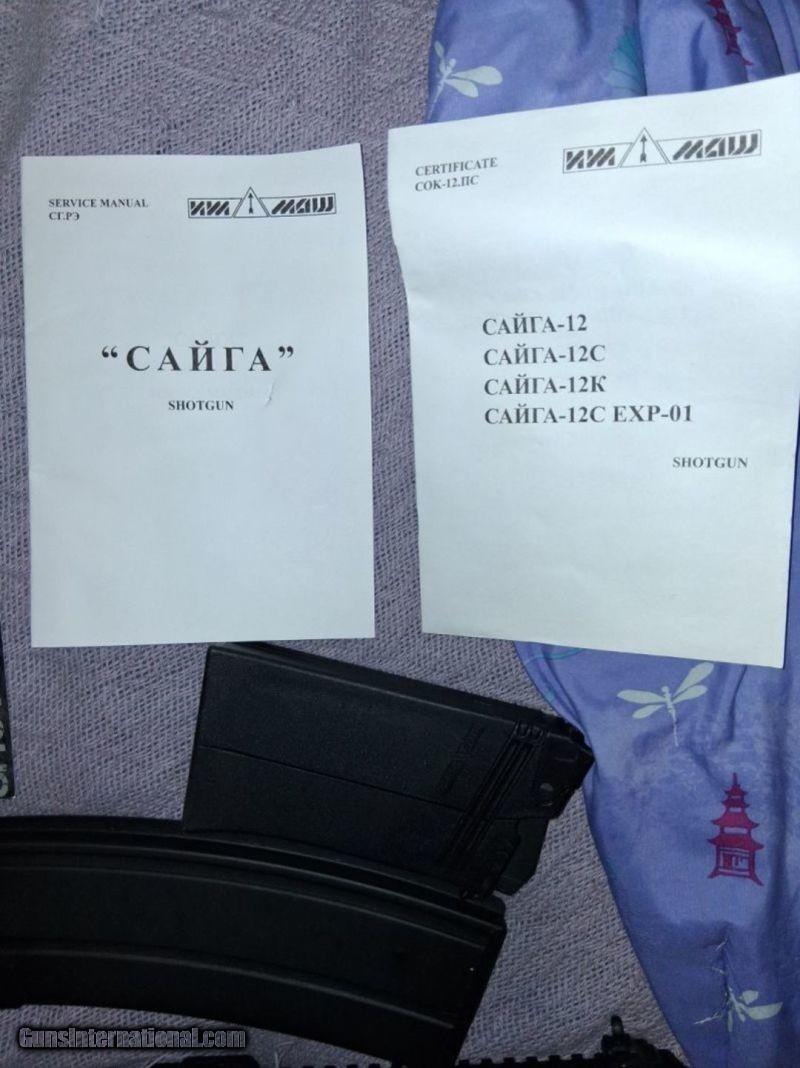 SERVICE MANUAL
СГ.РЭ
ИЖМАШ
“САЙГА”
SHOTGUN
CERTIFICATE
СОК-12.ПС
ИЖМАШ
САЙГА-12
САЙГА-12С
САЙГА-12К
САЙГА-12С EXP-01
SHOTGUN
GunsInternational.com